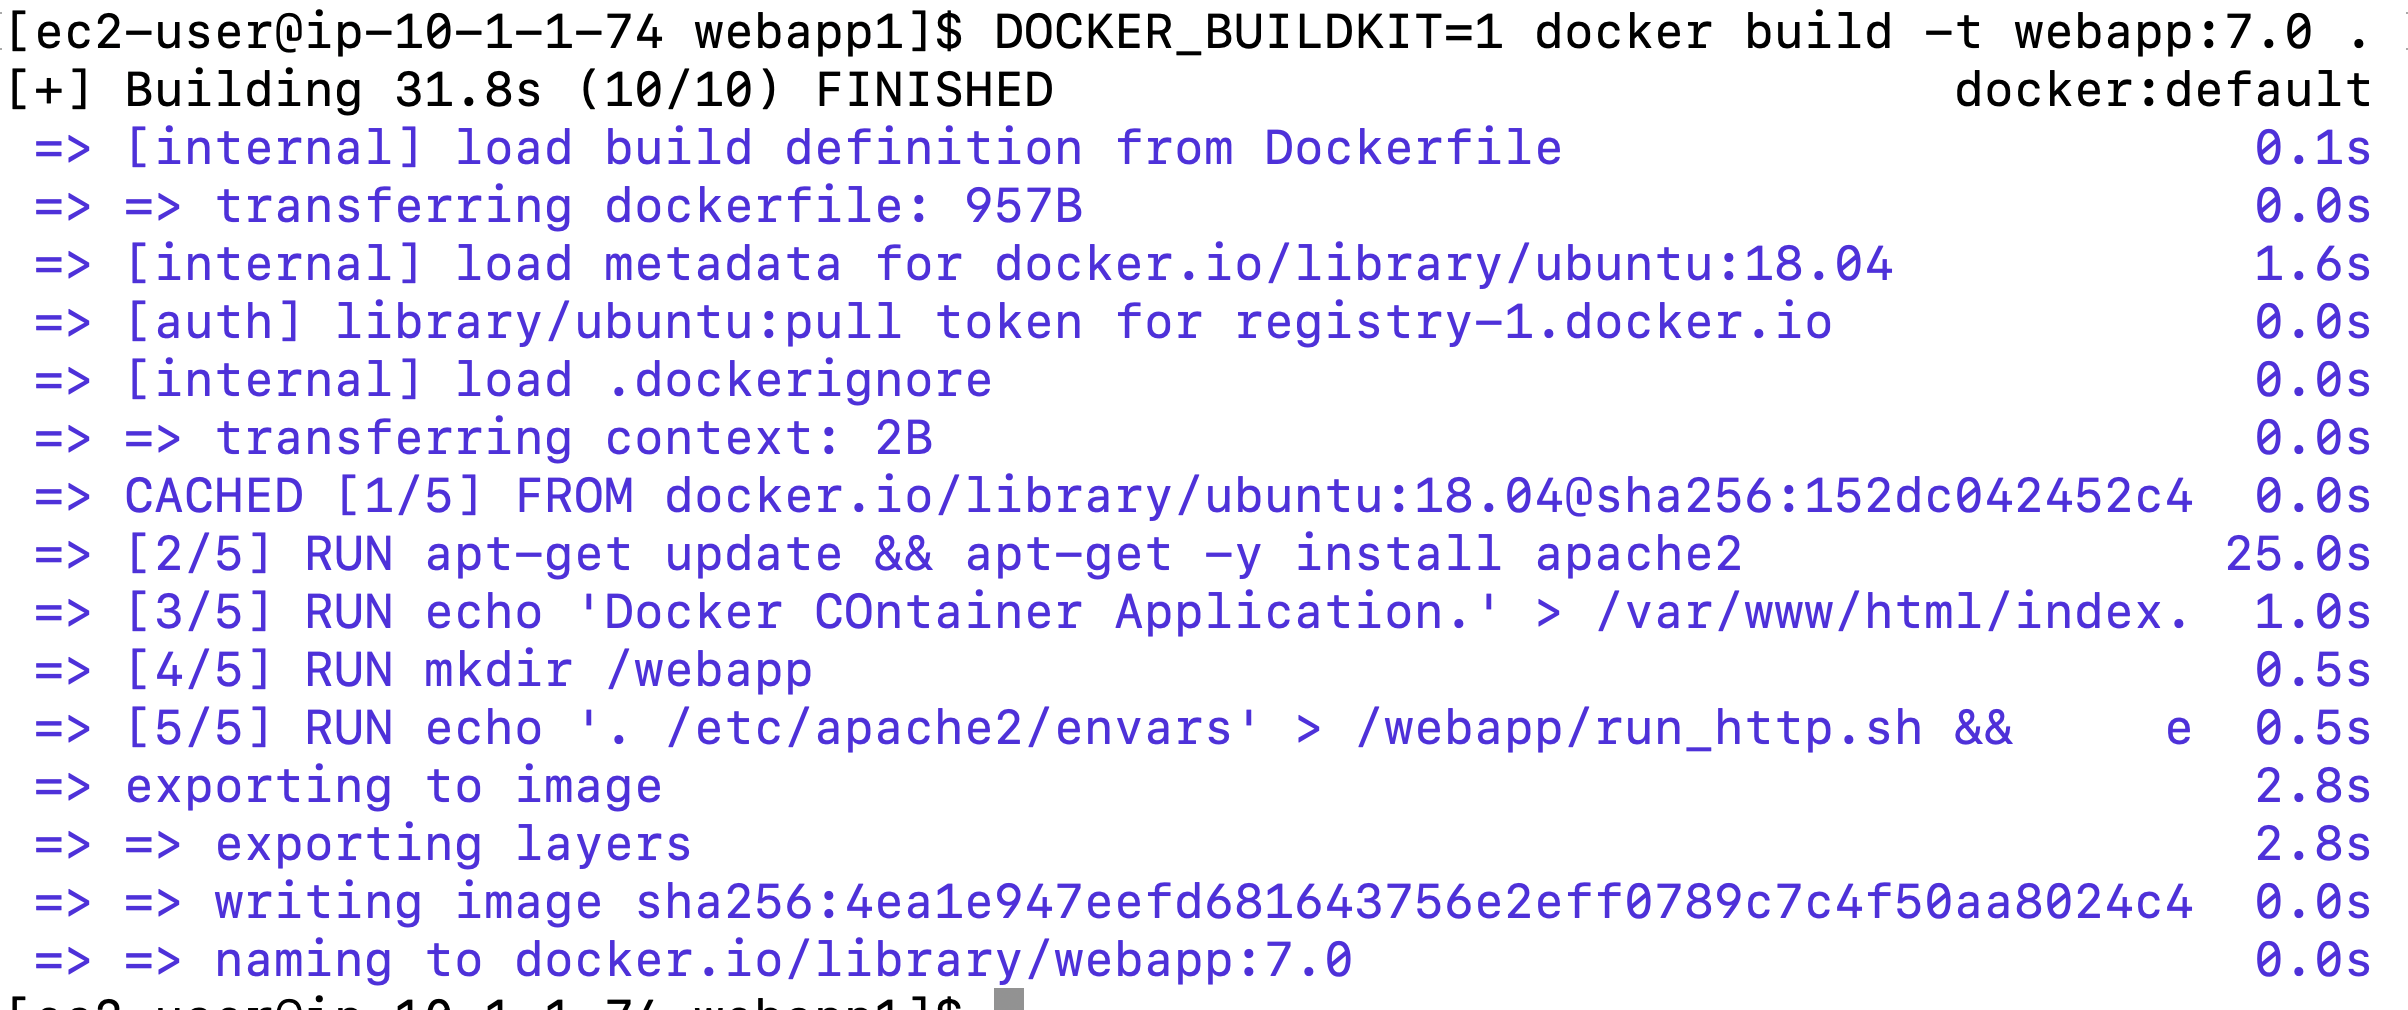 [ec2-user@ip-10-1-1-74 webapp1]$ DOCKER_BUILDKIT=1 docker build -t webapp:7.0 .
[+] Building 31.8s (10/10) FINISHED docker:default
=> [internal] load build definition from Dockerfile 0.1s
=> => transferring dockerfile: 957B 0.0s
=> [internal] load metadata for docker.io/library/ubuntu:18.04 1.6s
=> [auth] library/ubuntu:pull token for registry-1.docker.io 0.0s
=> [internal] load .dockerignore 0.0s
=> => transferring context: 2B 0.0s
=> CACHED [1/5] FROM docker.io/library/ubuntu:18.04@sha256:152dc042452c4 0.0s
=> [2/5] RUN apt-get update && apt-get -y install apache2 25.0s
=> [3/5] RUN echo 'Docker COntainer Application.' > /var/www/html/index. 1.0s
=> [4/5] RUN mkdir /webapp 0.5s
=> [5/5] RUN echo '. /etc/apache2/envars' > /webapp/run_http.sh && e 0.5s
=> exporting to image 2.8s
=> => exporting layers 2.8s
=> => writing image sha256:4ea1e947eefd681643756e2eff0789c7c4f50aa8024c4 0.0s
=> => naming to docker.io/library/webapp:7.0 0.0s
[ec2-user@ip-10-1-1-74 webapp1]$